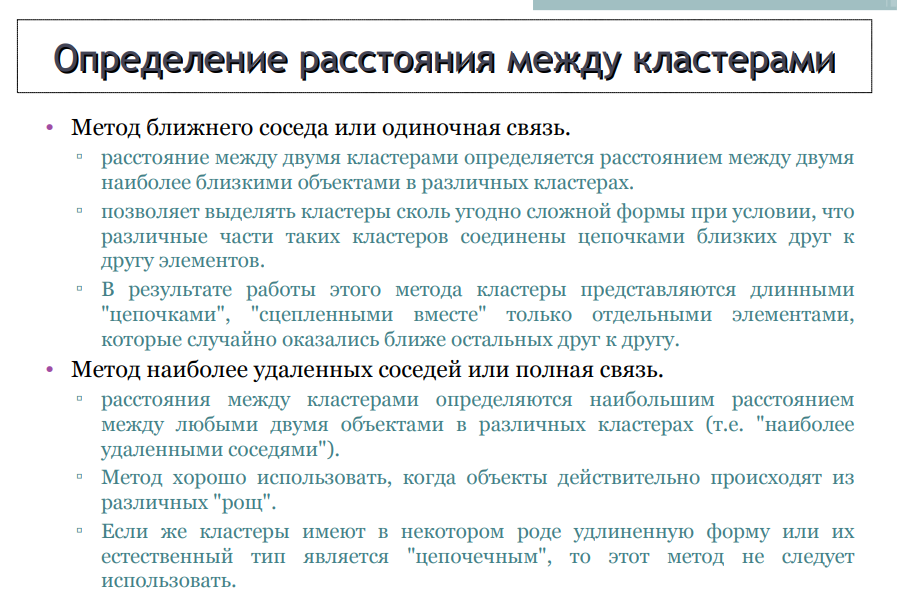 Определение расстояния между кластерами
• Метод ближнего соседа или одиночная связь.
▫ расстояние между двумя кластерами определяется расстоянием между двумя
наиболее близкими объектами в различных кластерах.
▫ позволяет выделять кластеры сколь угодно сложной формы при условии, что
различные части таких кластеров соединены цепочками близких друг к
другу элементов.
▫ В результате работы этого метода кластеры представляются длинными
"цепочками", "сцепленными вместе" только отдельными элементами,
которые случайно оказались ближе остальных друг к другу.
• Метод наиболее удаленных соседей или полная связь.
▫ расстояния между кластерами определяются наибольшим расстоянием
между любыми двумя объектами в различных кластерах (т.е. "наиболее
удаленными соседями").
▫ Метод хорошо использовать, когда объекты действительно происходят из
различных "рощ".
▫ Если же кластеры имеют в некотором роде удлиненную форму или их
естественный тип является "цепочечным", то этот метод не следует
использовать.